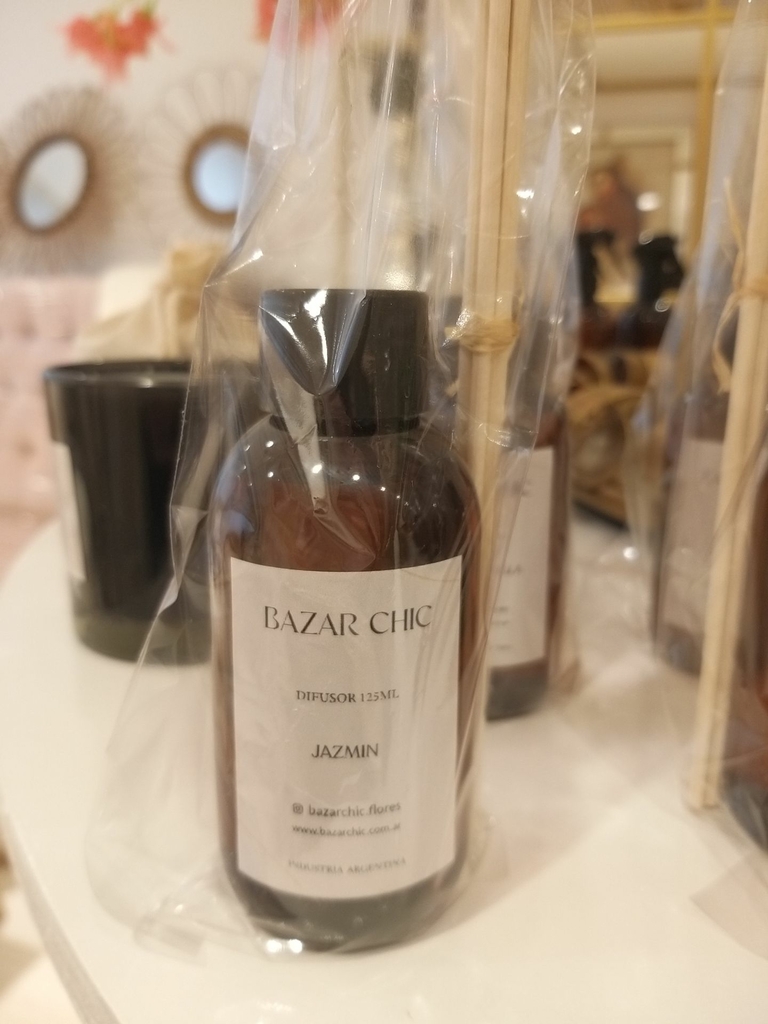 BAZAR CHIC
DIFUSOR 125ML
JAZMIN
bazarchic.flores
www.bazarchic.com.ar
INDUSTRIA ARGENTINA